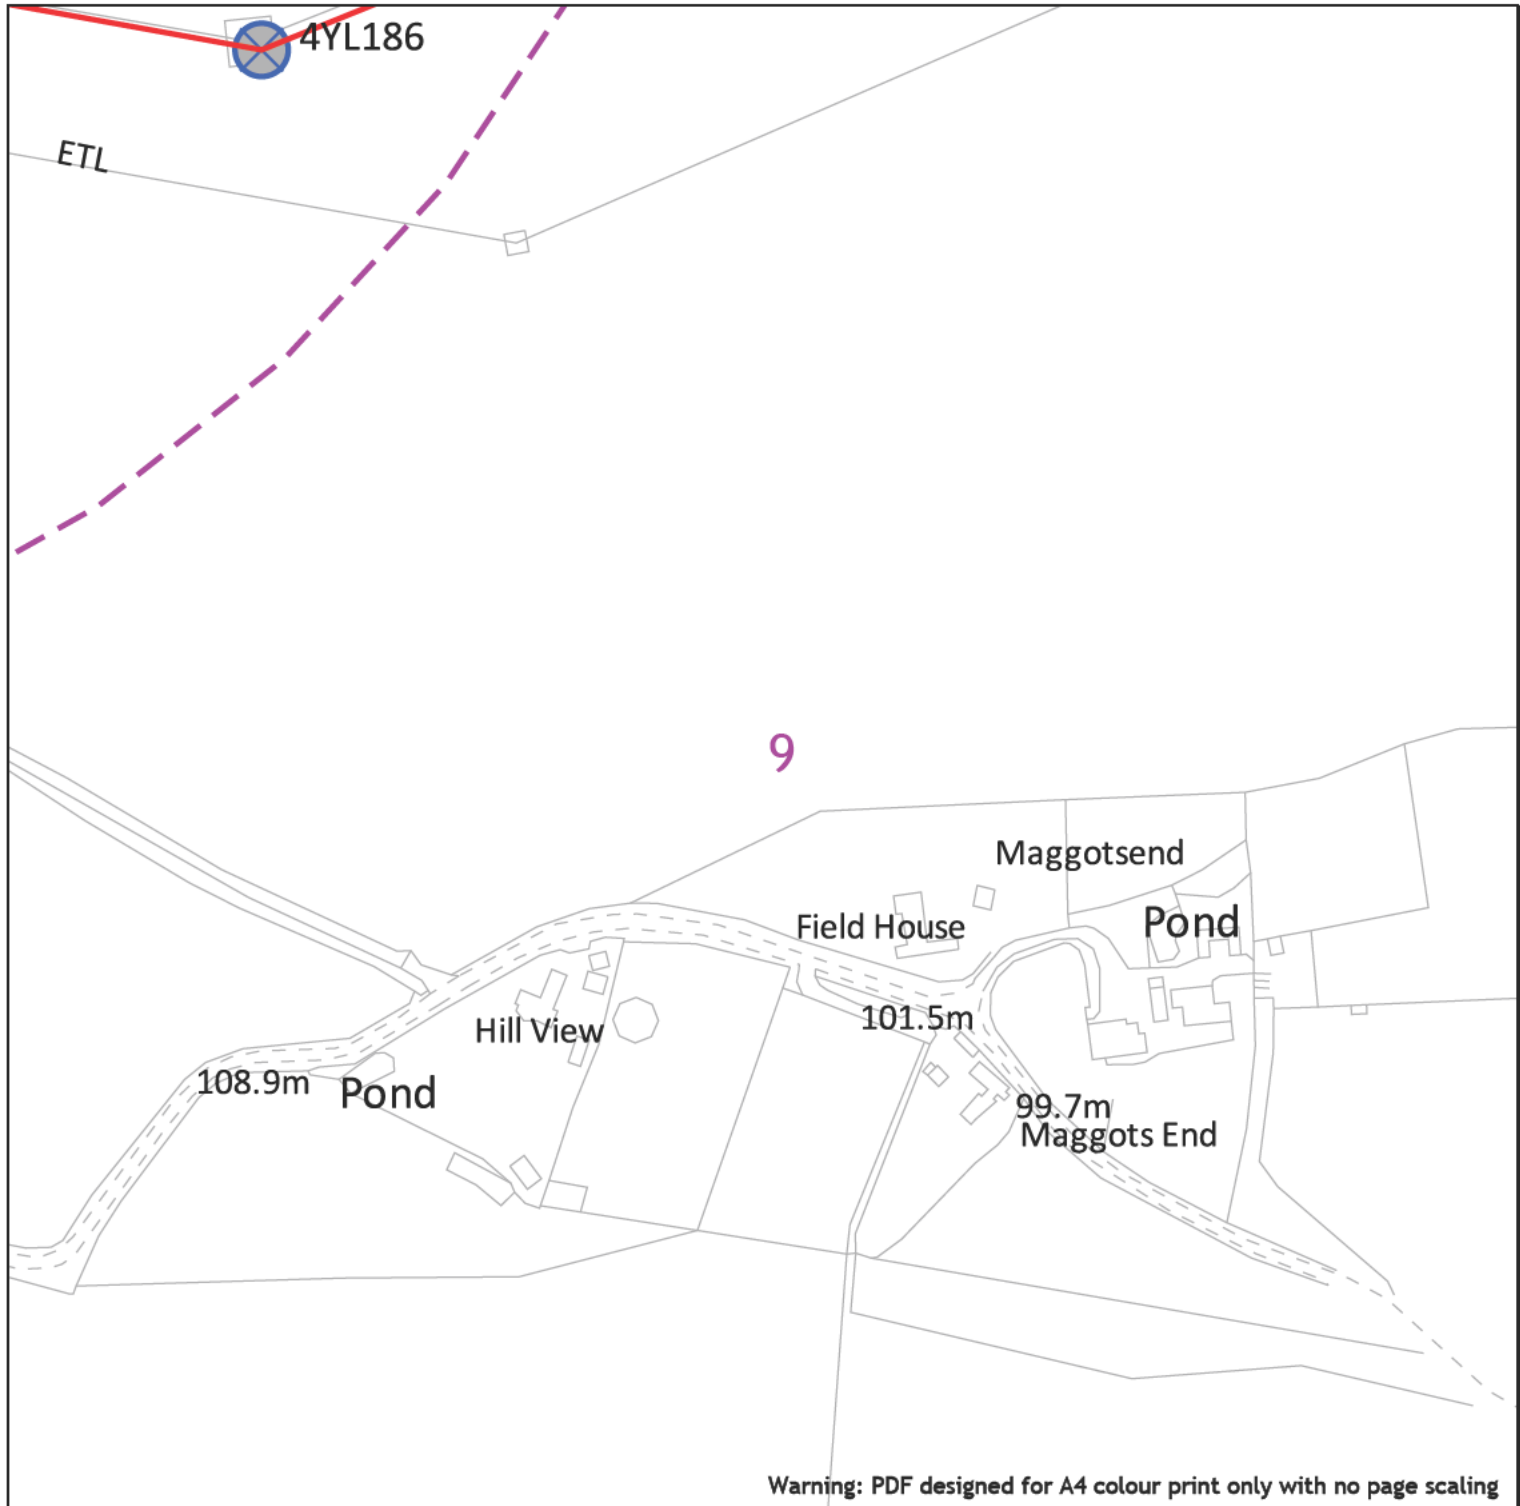 4YL186
ETL
9
Maggotsend
Field House
Pond
101.5m
Hill View
108.9m
Pond
99.7m
Maggots End
Warning: PDF designed for A4 colour print only with no page scaling